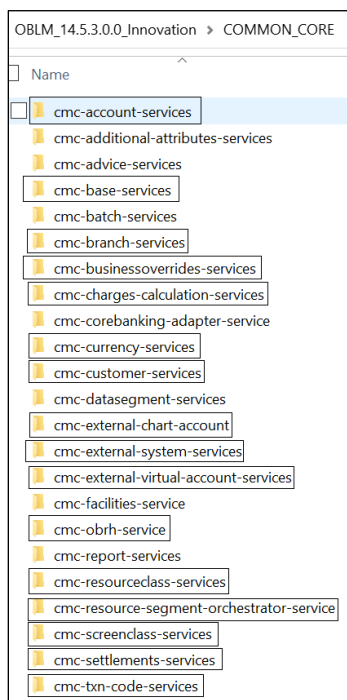 OBLM_14.5.3.0.0_Innovation > COMMON_CORE
Name
cmc-account-services
cmc-additional-attributes-services
cmc-advice-services
cmc-base-services
cmc-batch-services
cmc-branch-services
cmc-businessoverrides-services
cmc-charges-calculation-services
cmc-corebanking-adapter-service
cmc-currency-services
cmc-customer-services
cmc-datasegment-services
cmc-external-chart-account
cmc-external-system-services
cmc-external-virtual-account-services
cmc-facilities-service
cmc-obrh-service
cmc-report-services
cmc-resourceclass-services
cmc-resource-segment-orchestrator-service
cmc-screenclass-services
cmc-settlements-services
cmc-txn-code-services